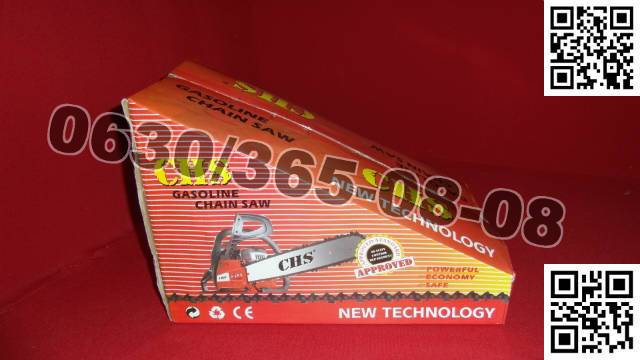 GASOLINE
CHAIN SAW
0630/365-08-08
CHS
GASOLINE
CHAIN SAW
CHS
NEW TECHNOLOGY
CHS
APPROVED
POWERFUL
ECONOMY
SAFE
CE
NEW TECHNOLOGY